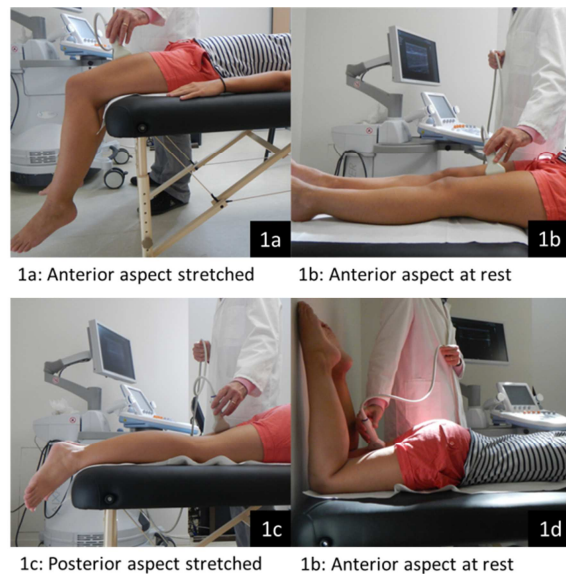 1a
1b
1a: Anterior aspect stretched
1b: Anterior aspect at rest
1c
1d
1c: Posterior aspect stretched
1b: Anterior aspect at rest